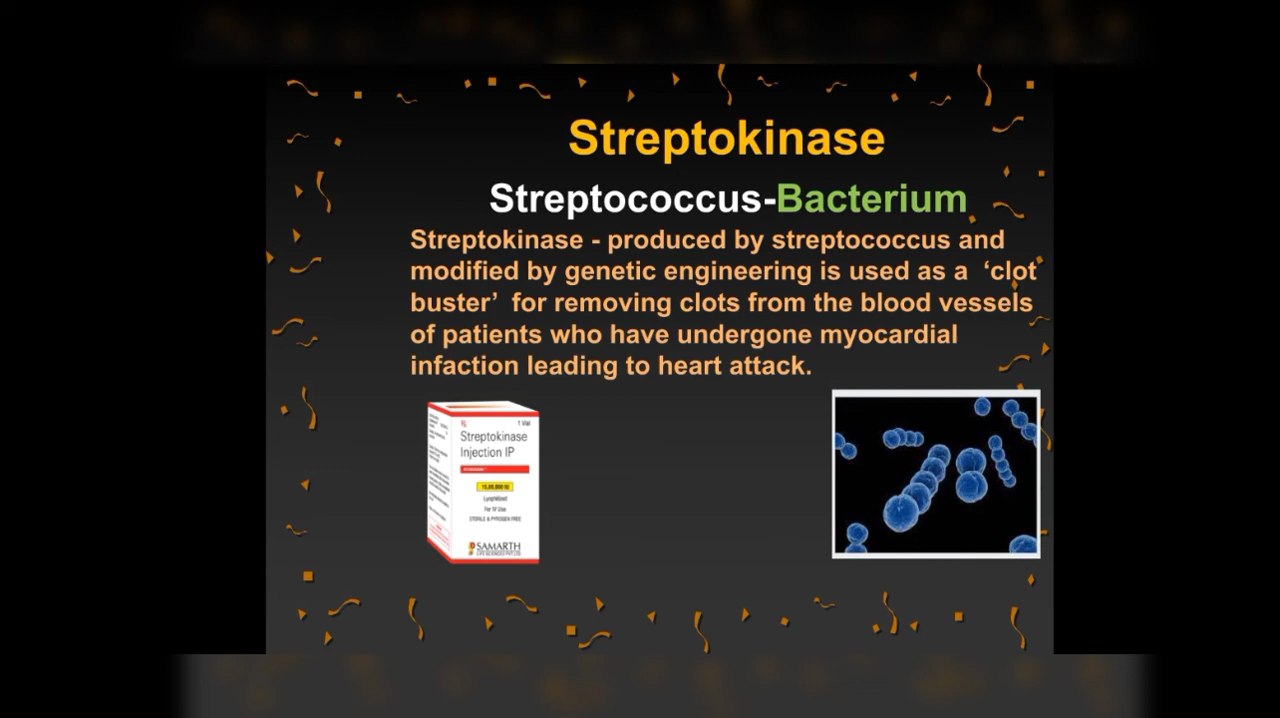 Streptokinase
Streptococcus-Bacterium
Streptokinase - produced by streptococcus and
modified by genetic engineering is used as a ‘clot
buster’ for removing clots from the blood vessels
of patients who have undergone myocardial
infaction leading to heart attack.
1 Vial
Streptokinase
Injection IP
15,00,000 IU
Lyophilized
For IV Use
STERILE & PYROGEN FREE
SAMARTH